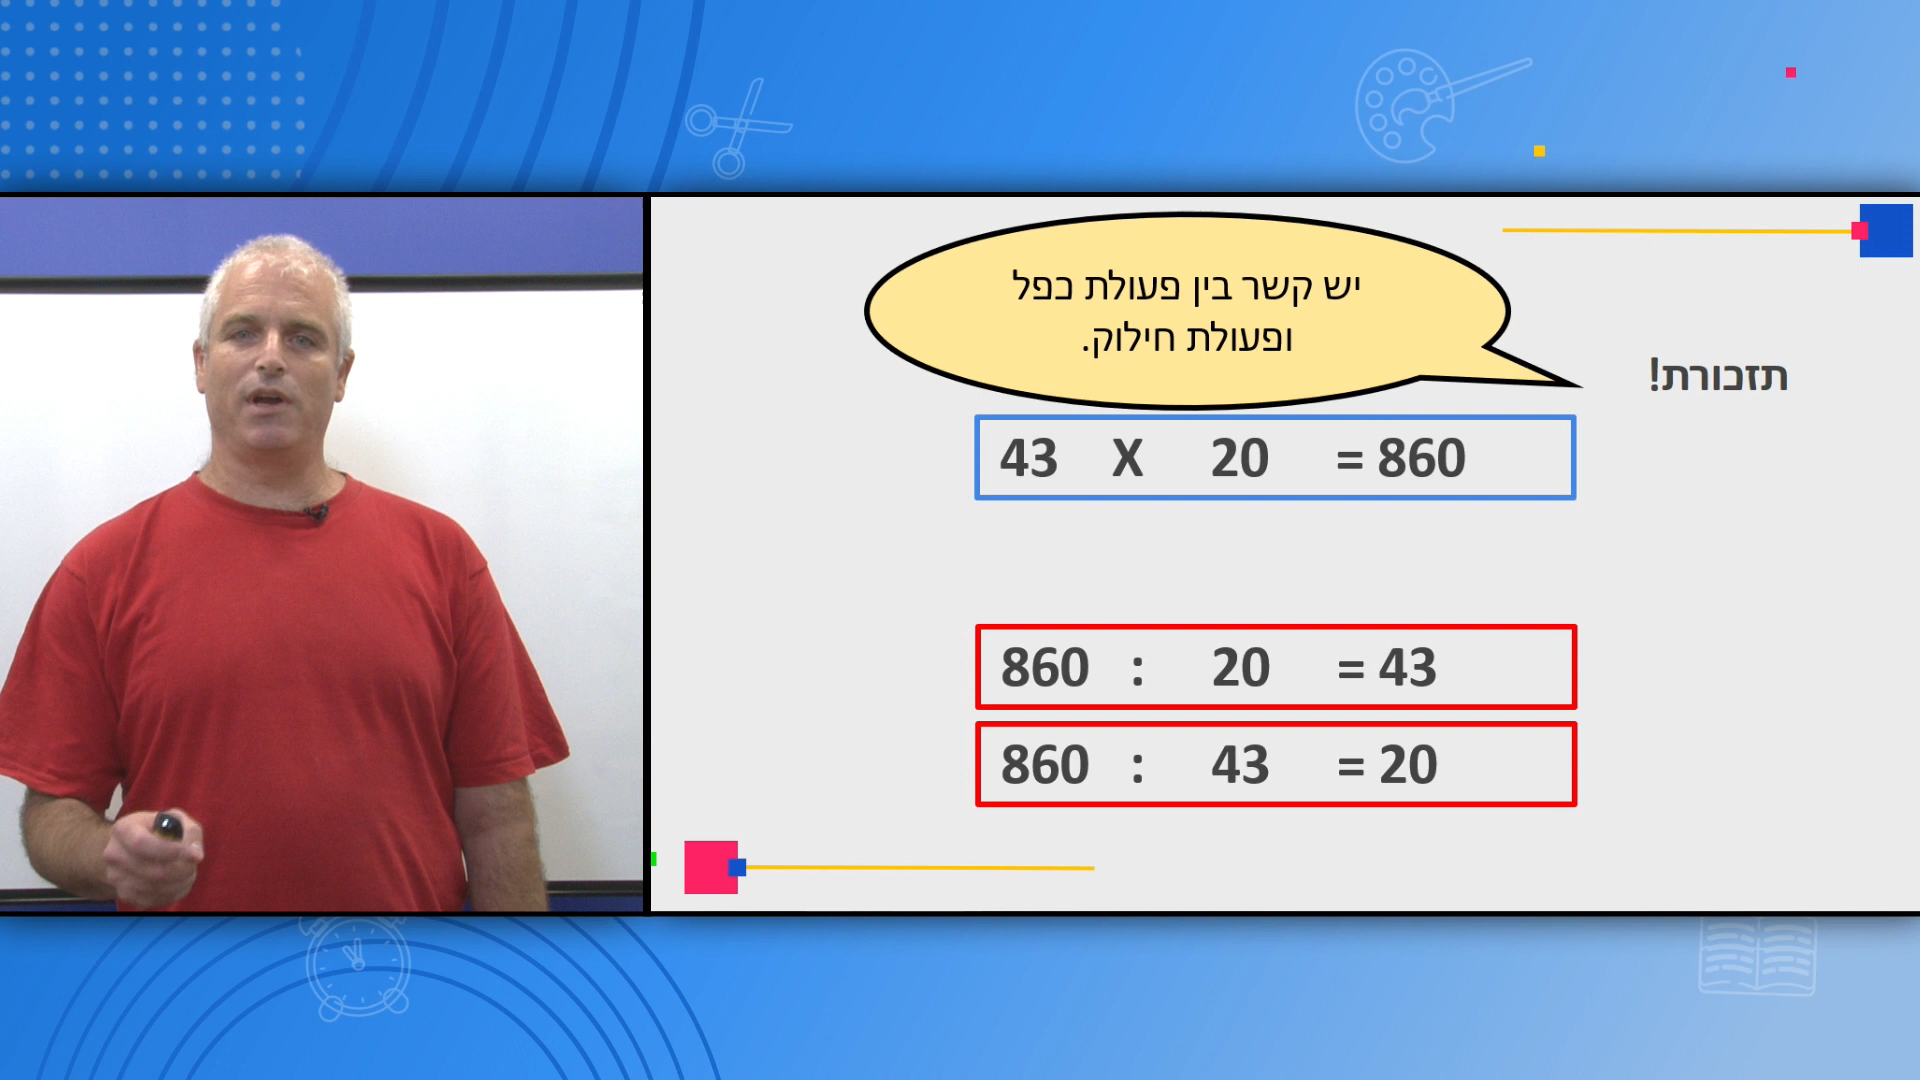 יש קשר בין פעולת כפל
ופעולת חילוק.
תזכורת!
43 X 20 = 860
860 : 20 = 43
860 : 43 = 20